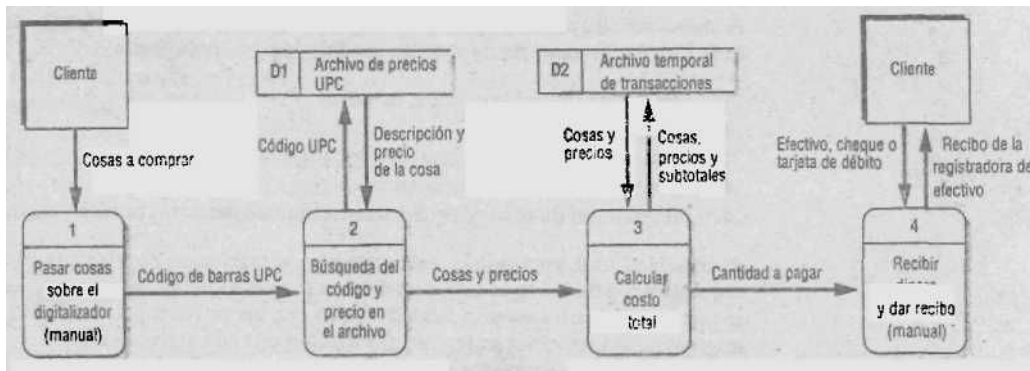 Cliente
D1
Archivo de precios
UPC
D2
Archivo temporal
de transacciones
Cliente
Cosas a comprar
Código UPC
Descripción y
precio
de la cosa
Cosas y
precios
Cosas,
precios y
subtotales
Efectivo, cheque o
tarjeta de débito
Recibo de la
registradora de
efectivo
1
Pasar cosas
sobre el
digitalizador
(manual)
Código de barras UPC
2
Búsqueda del
código y
precio en
el archivo
Cosas y precios
3
Calcular
costo
total
Cantidad a pagar
4
Recibir
y dar recibo
(manual)